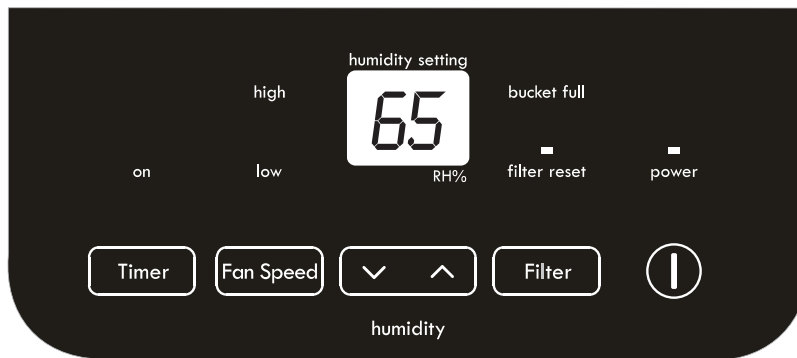 humidity setting
high
65
bucket full
on
low
RH%
filter reset
power
Timer
Fan Speed
Filter
humidity